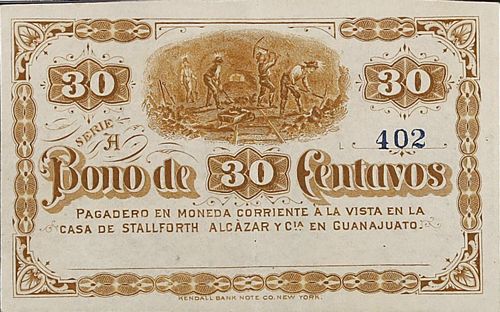 30 30
SERIE
A
L 402
Bono de 30 Centavos
PAGADERO EN MONEDA CORRIENTE Á LA VISTA EN LA
CASA DE STALLFORTH ALCÁZAR Y CIA EN GUANAJUATO
KENDALL BANK NOTE CO. NEW YORK.